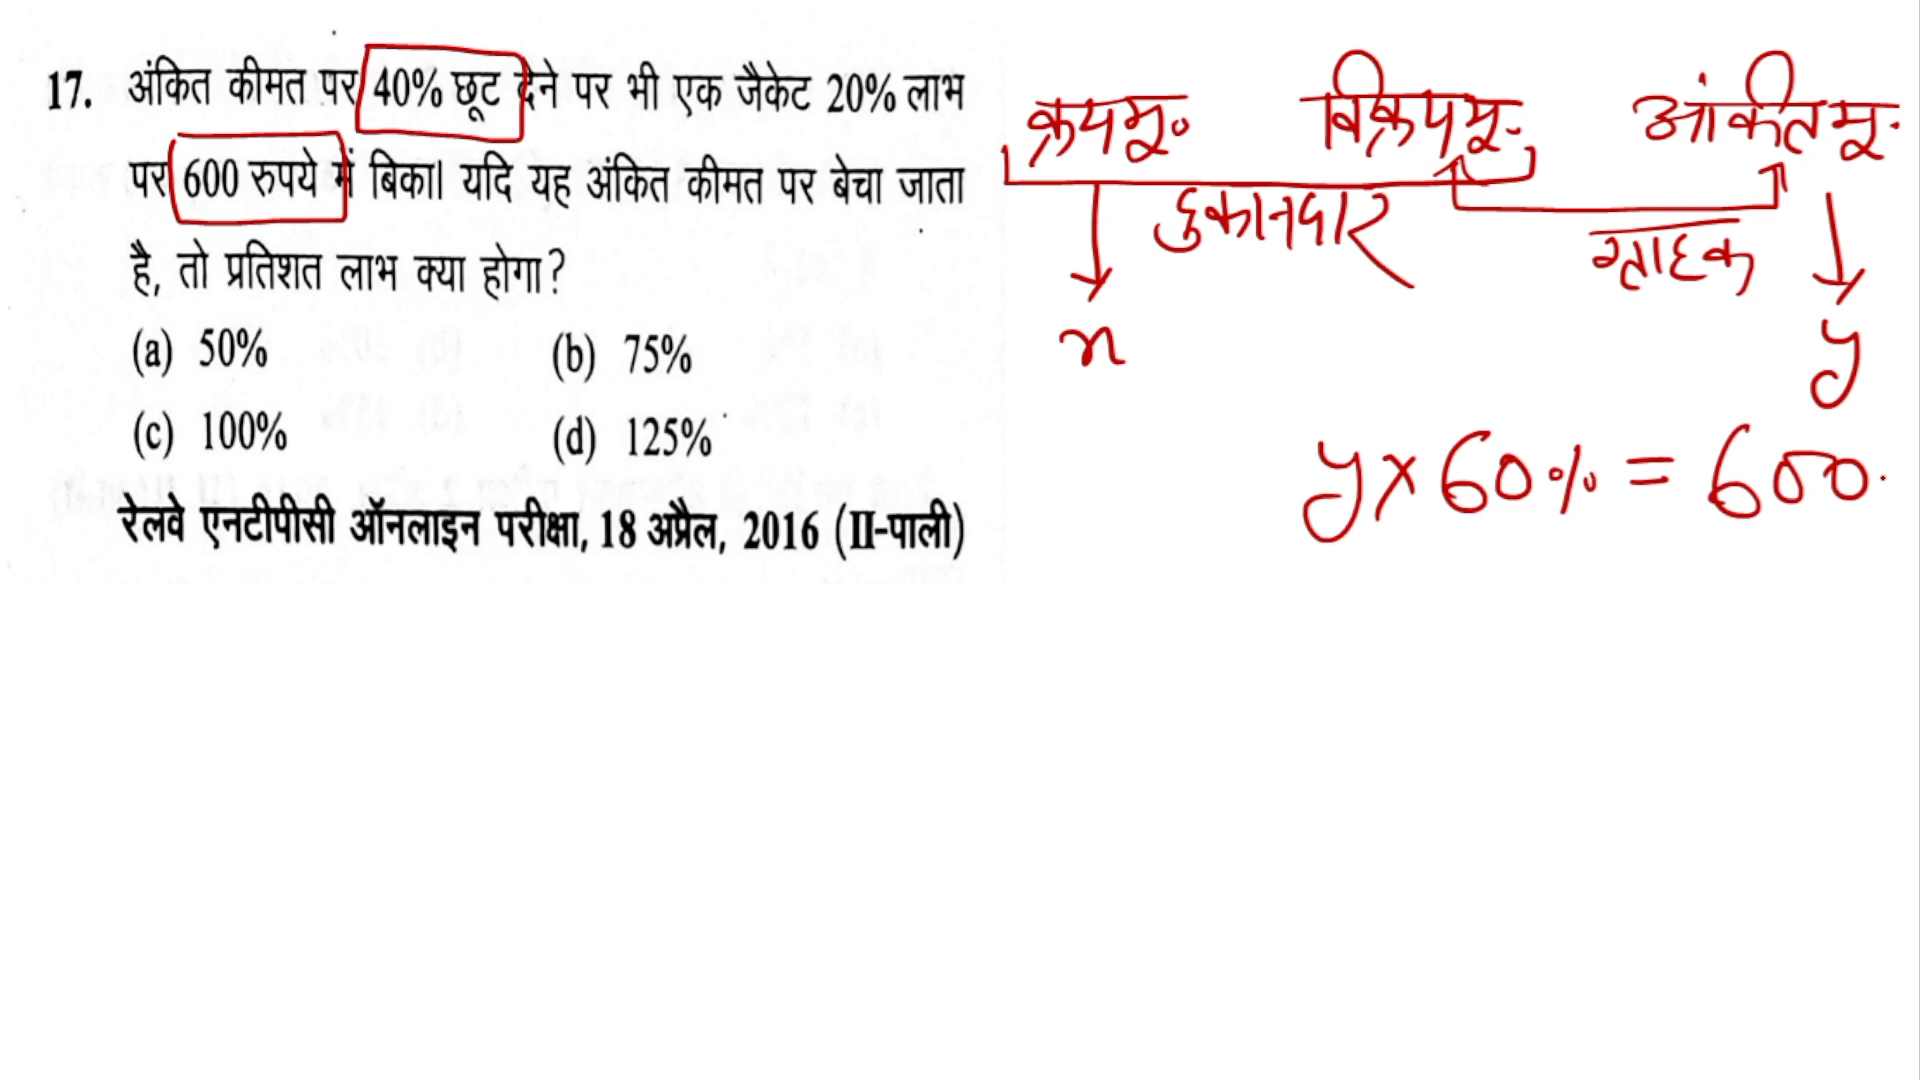 17. अंकित कीमत पर 40% छूट देने पर भी एक जैकेट 20% लाभ
पर 600 रुपये में बिका। यदि यह अंकित कीमत पर बेचा जाता
है, तो प्रतिशत लाभ क्या होगा?
(a) 50% (b) 75%
(c) 100% (d) 125%
रेलवे एनटीपीसी ऑनलाइन परीक्षा, 18 अप्रैल, 2016 (II-पाली)
क्रयमू॰ विक्रयमू. अंकितमू.
दुकानदार ग्राहक
x y
y × 60% = 600.